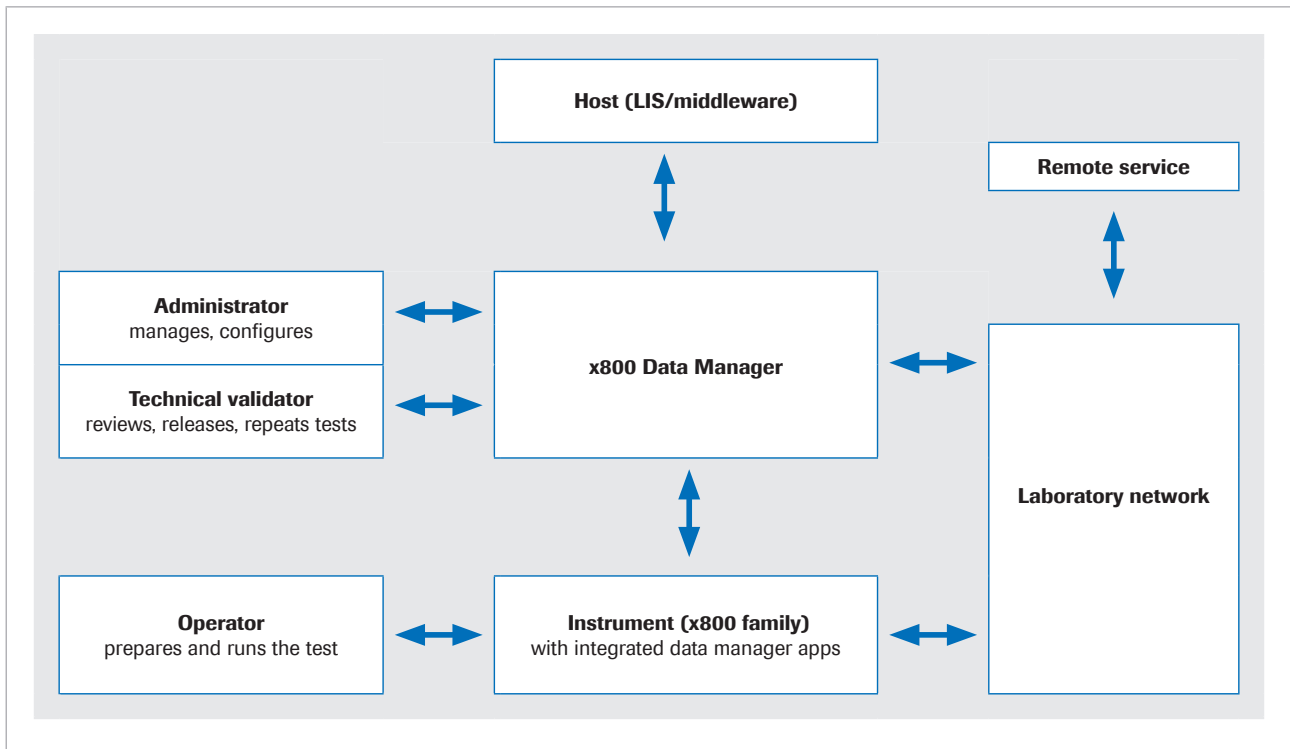 Host (LIS/middleware)
Remote service
Administrator
manages, configures
Technical validator
reviews, releases, repeats tests
x800 Data Manager
Laboratory network
Operator
prepares and runs the test
Instrument (x800 family)
with integrated data manager apps